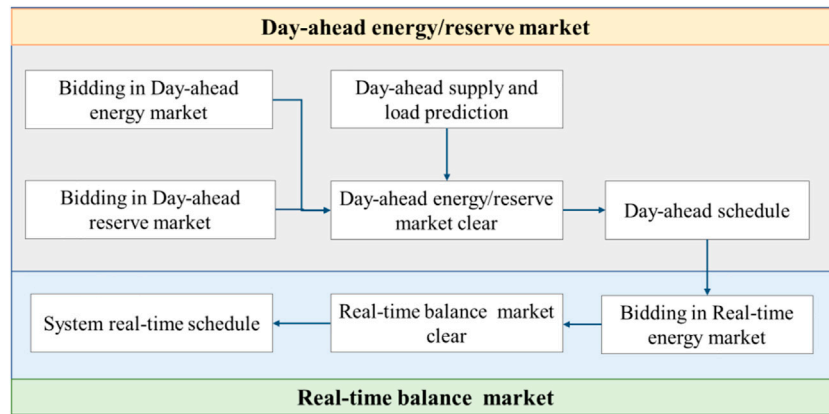 Day-ahead energy/reserve market
Bidding in Day-ahead
energy market
Day-ahead supply and
load prediction
Bidding in Day-ahead
reserve market
Day-ahead energy/reserve
market clear
Day-ahead schedule
System real-time schedule
Real-time balance market
clear
Bidding in Real-time
energy market
Real-time balance market